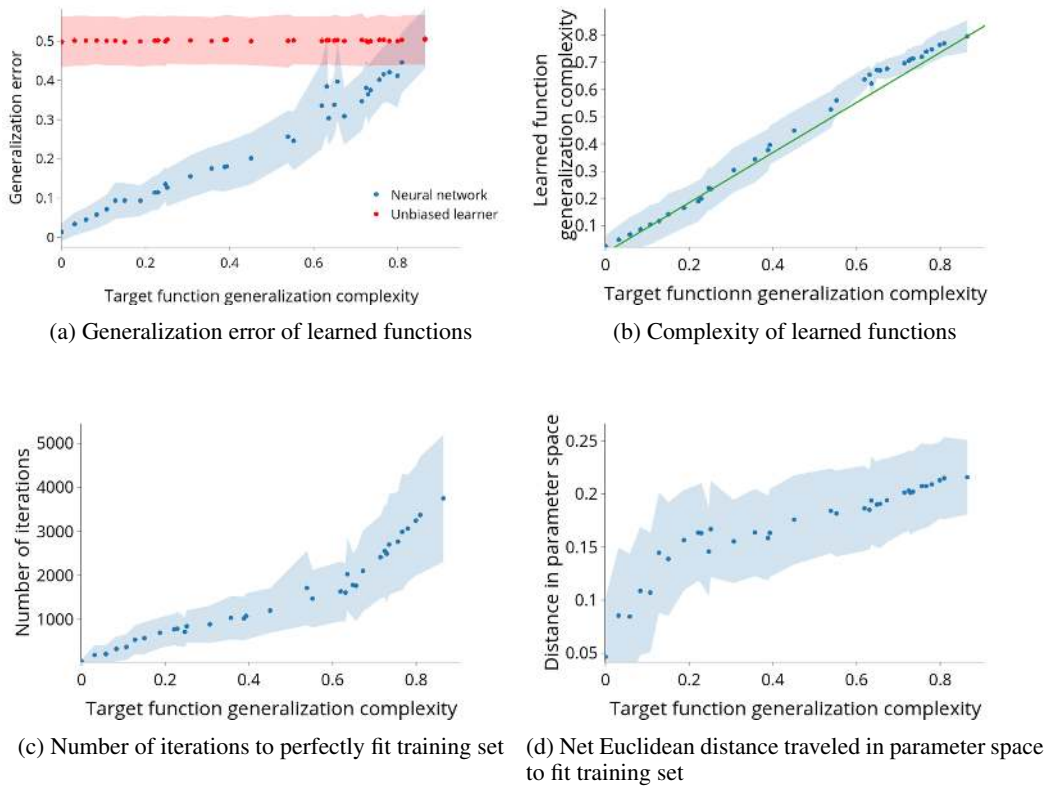 Generalization error
0.5
0.4
0.3
0.2
0.1
0
Neural network
Unbiased learner
0
0.2
0.4
0.6
0.8
Target function generalization complexity
(a) Generalization error of learned functions
Learned function
generalization complexity
0.8
0.7
0.6
0.5
0.4
0.3
0.2
0.1
0
0.2
0.4
0.6
0.8
Target functionn generalization complexity
(b) Complexity of learned functions
Number of iterations
5000
4000
3000
2000
1000
0
0.2
0.4
0.6
0.8
Target function generalization complexity
(c) Number of iterations to perfectly fit training set
Distance in parameter space
0.25
0.2
0.15
0.1
0.05
0
0.2
0.4
0.6
0.8
Target function generalization complexity
(d) Net Euclidean distance traveled in parameter space
to fit training set